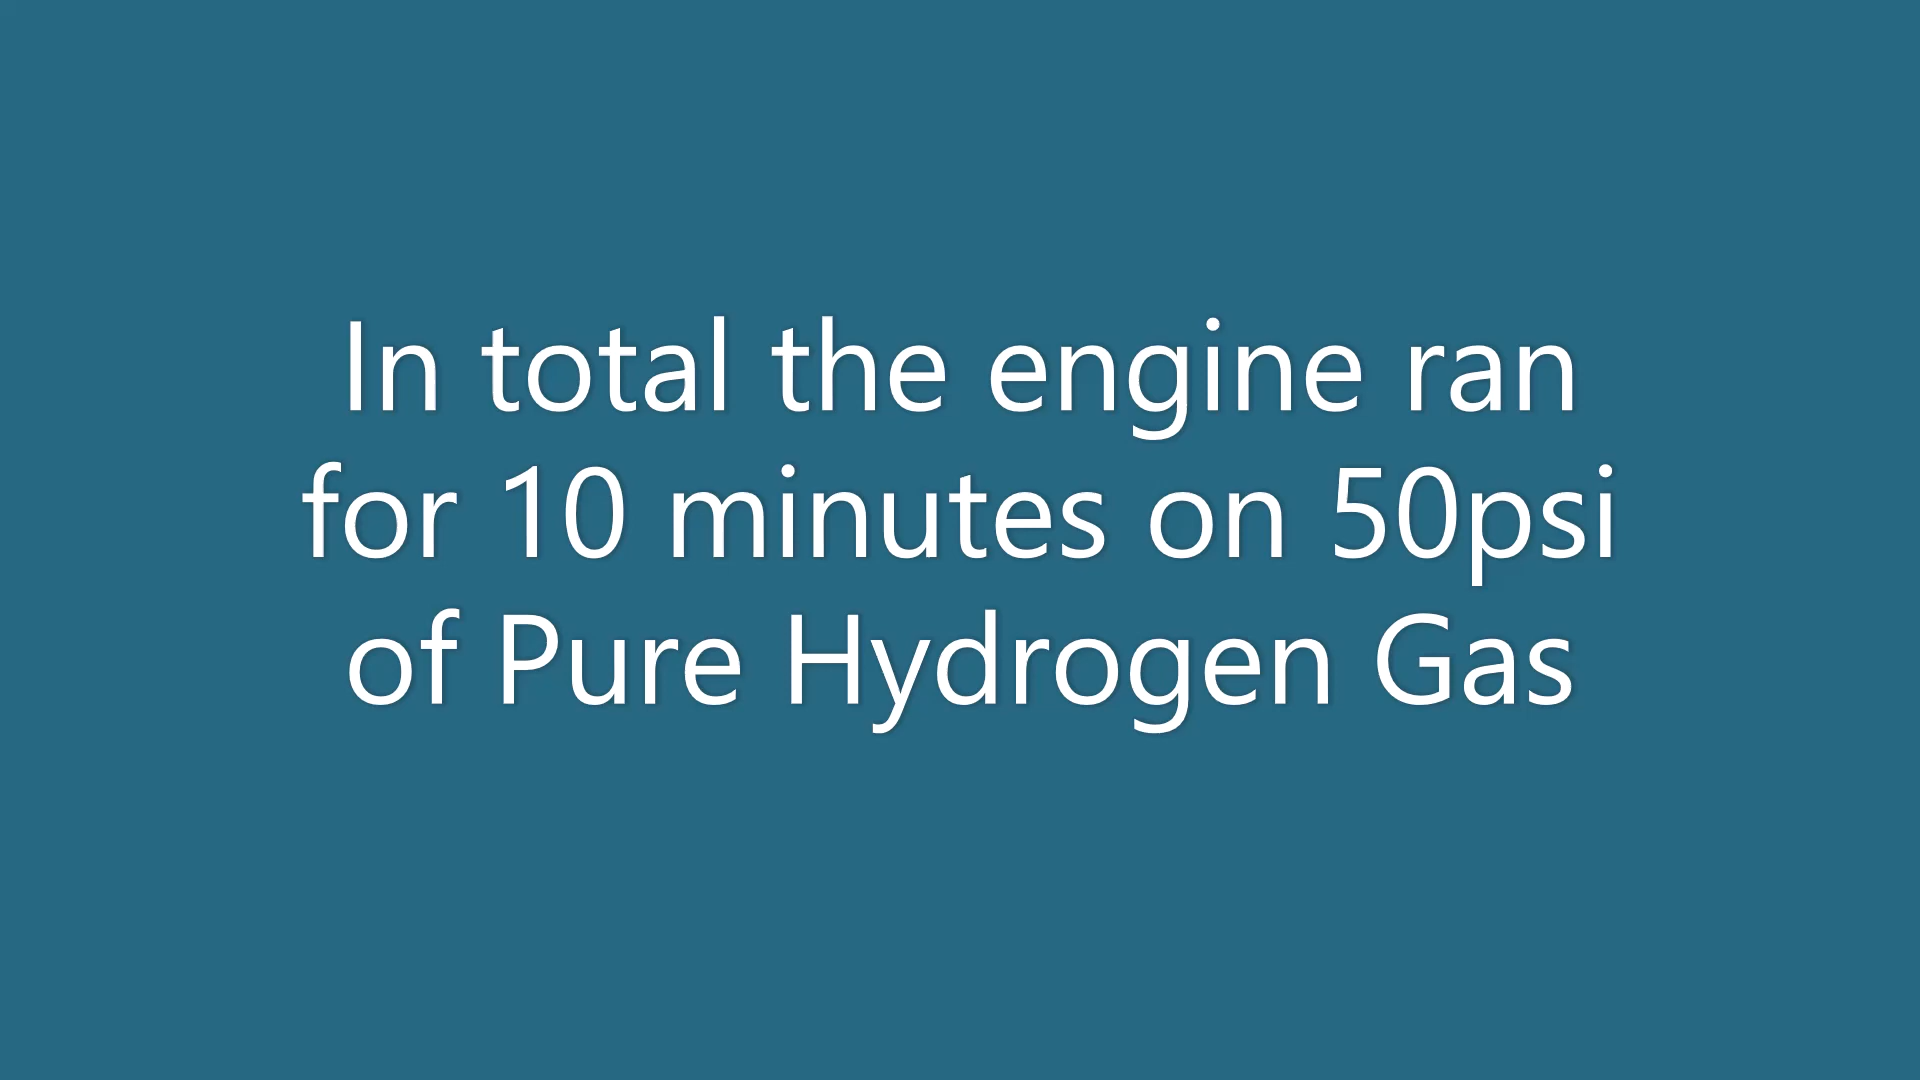 In total the engine ran
for 10 minutes on 50psi
of Pure Hydrogen Gas